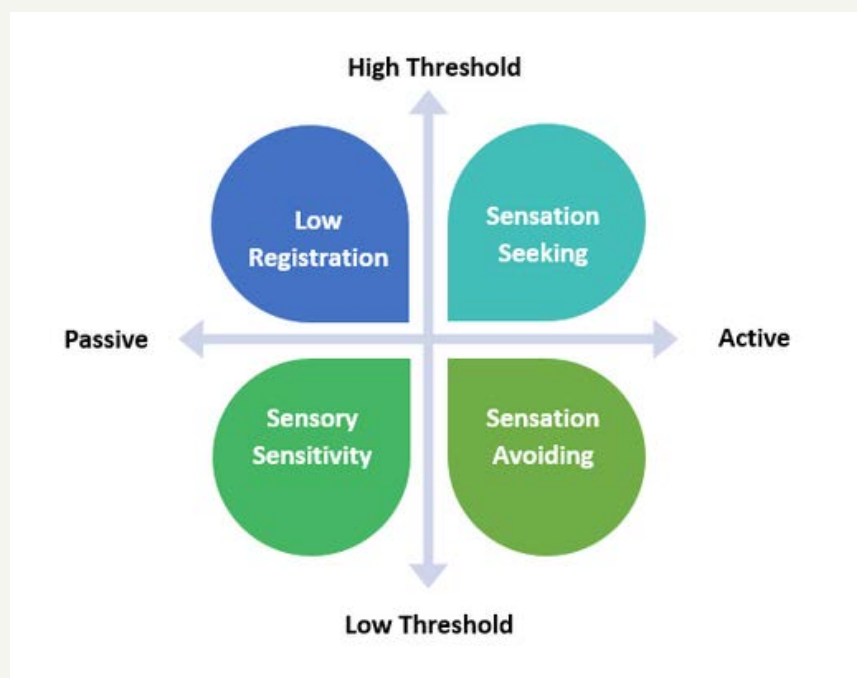 High Threshold
Low
Registration
Sensation
Seeking
Passive
Active
Sensory
Sensitivity
Sensation
Avoiding
Low Threshold